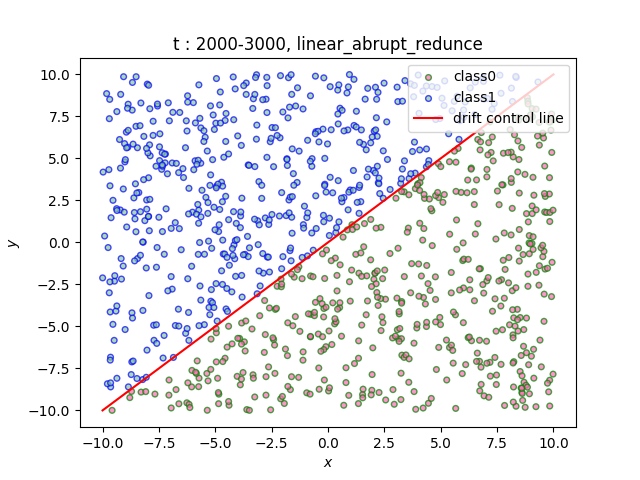 t : 2000-3000, linear_abrupt_redunce
class0
class1
drift control line
y
10.0
7.5
5.0
2.5
0.0
−2.5
−5.0
−7.5
−10.0
−10.0 −7.5 −5.0 −2.5 0.0 2.5 5.0 7.5 10.0
x